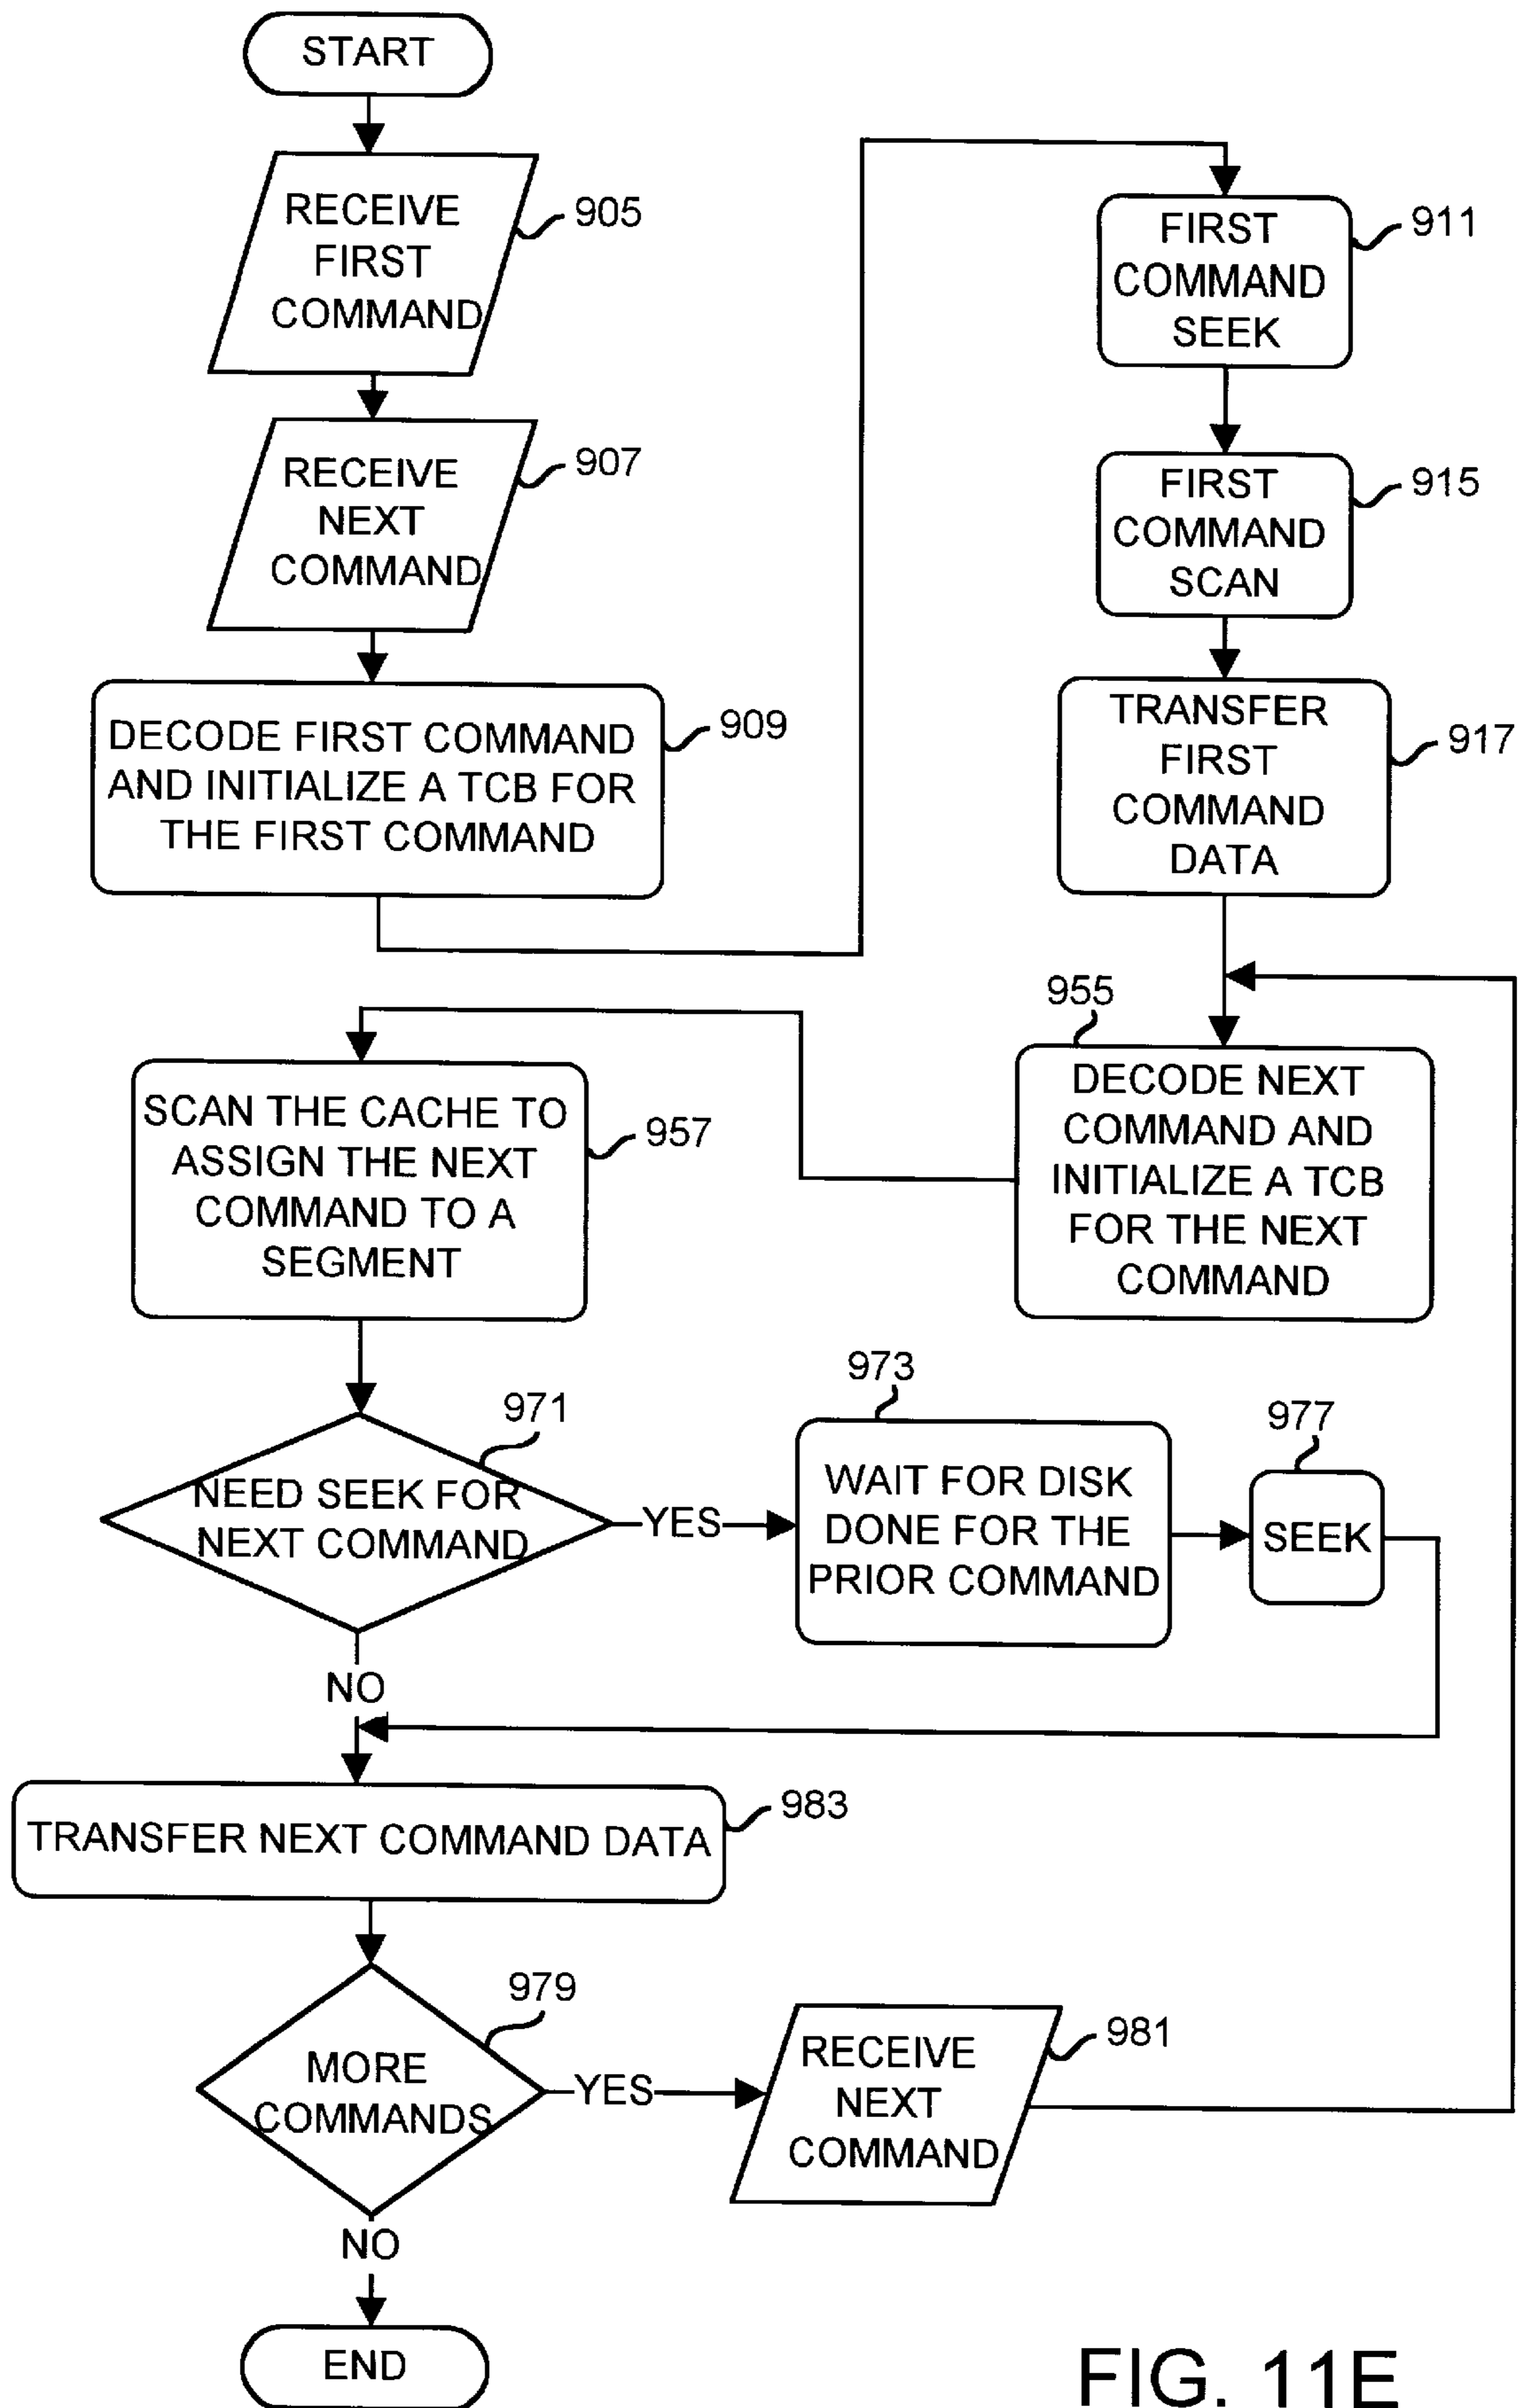 START
RECEIVE
FIRST
COMMAND
905
RECEIVE
NEXT
COMMAND
907
DECODE FIRST COMMAND
AND INITIALIZE A TCB FOR
THE FIRST COMMAND
909
FIRST
COMMAND
SEEK
911
FIRST
COMMAND
SCAN
915
TRANSFER
FIRST
COMMAND
DATA
917
955
DECODE NEXT
COMMAND AND
INITIALIZE A TCB
FOR THE NEXT
COMMAND
SCAN THE CACHE TO
ASSIGN THE NEXT
COMMAND TO A
SEGMENT
957
971
NEED SEEK FOR
NEXT COMMAND
YES
973
WAIT FOR DISK
DONE FOR THE
PRIOR COMMAND
977
SEEK
NO
TRANSFER NEXT COMMAND DATA
983
979
MORE
COMMANDS
YES
RECEIVE
NEXT
COMMAND
981
NO
END
FIG. 11E